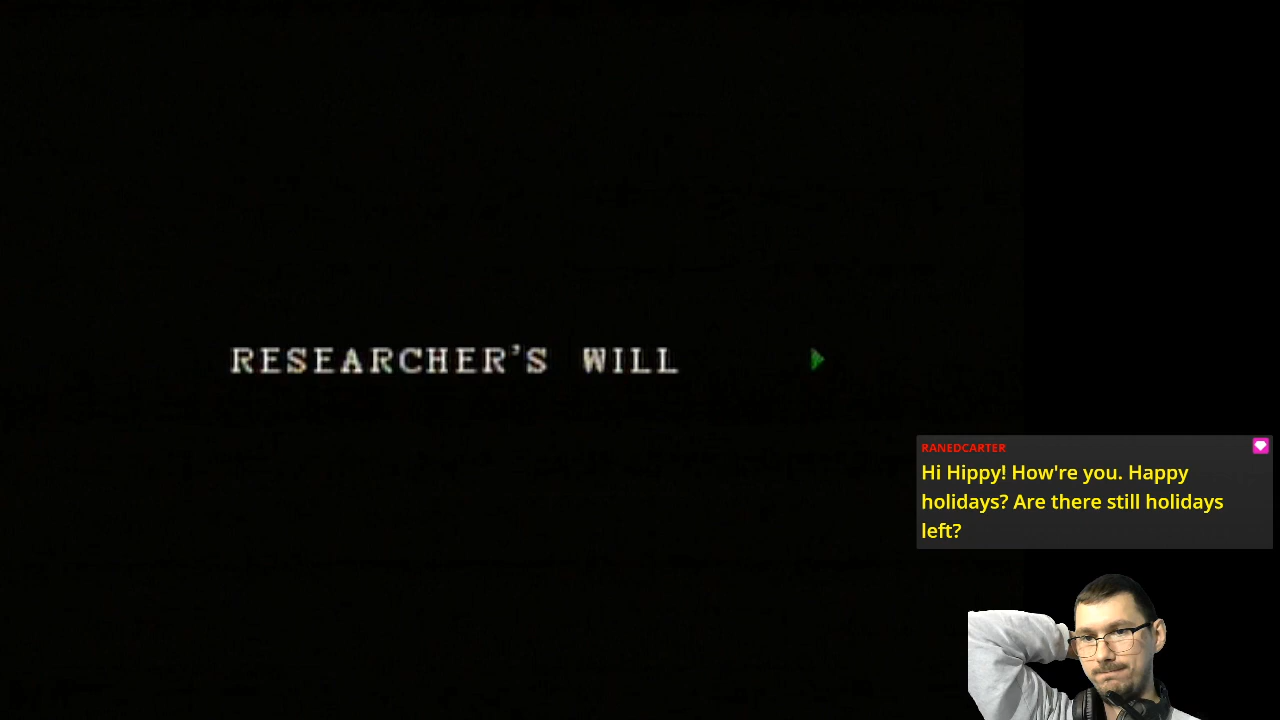 RESEARCHER'S WILL
RANEDCARTER
Hi Hippy! How're you. Happy
holidays? Are there still holidays
left?